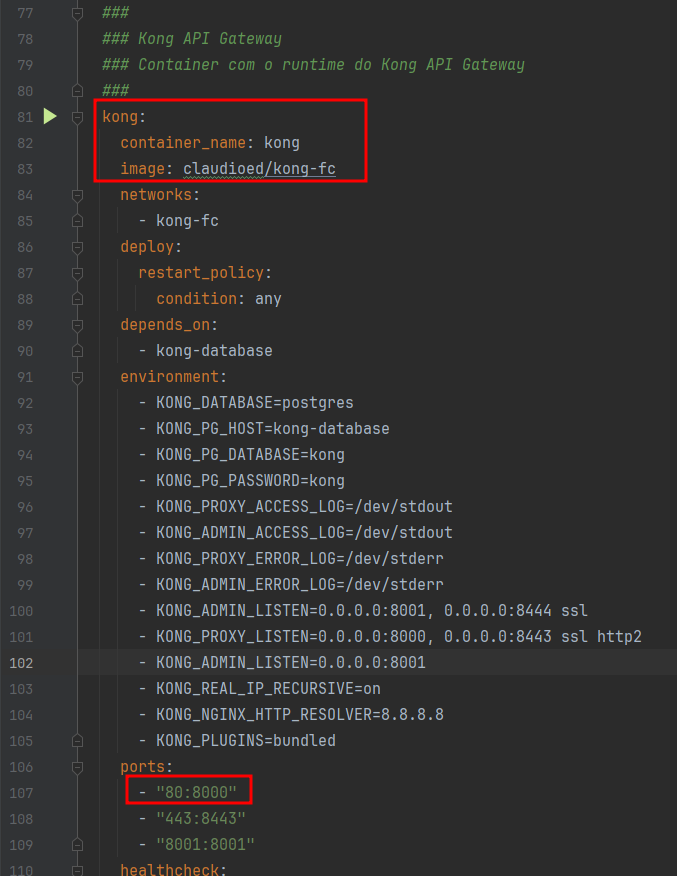 77 ###
78 ### Kong API Gateway
79 ### Container com o runtime do Kong API Gateway
80 ###
81 kong:
82 container_name: kong
83 image: claudioed/kong-fc
84 networks:
85 - kong-fc
86 deploy:
87 restart_policy:
88 condition: any
89 depends_on:
90 - kong-database
91 environment:
92 - KONG_DATABASE=postgres
93 - KONG_PG_HOST=kong-database
94 - KONG_PG_DATABASE=kong
95 - KONG_PG_PASSWORD=kong
96 - KONG_PROXY_ACCESS_LOG=/dev/stdout
97 - KONG_ADMIN_ACCESS_LOG=/dev/stdout
98 - KONG_PROXY_ERROR_LOG=/dev/stderr
99 - KONG_ADMIN_ERROR_LOG=/dev/stderr
100 - KONG_ADMIN_LISTEN=0.0.0.0:8001, 0.0.0.0:8444 ssl
101 - KONG_PROXY_LISTEN=0.0.0.0:8000, 0.0.0.0:8443 ssl http2
102 - KONG_ADMIN_LISTEN=0.0.0.0:8001
103 - KONG_REAL_IP_RECURSIVE=on
104 - KONG_NGINX_HTTP_RESOLVER=8.8.8.8
105 - KONG_PLUGINS=bundled
106 ports:
107 - "80:8000"
108 - "443:8443"
109 - "8001:8001"
110 healthcheck: